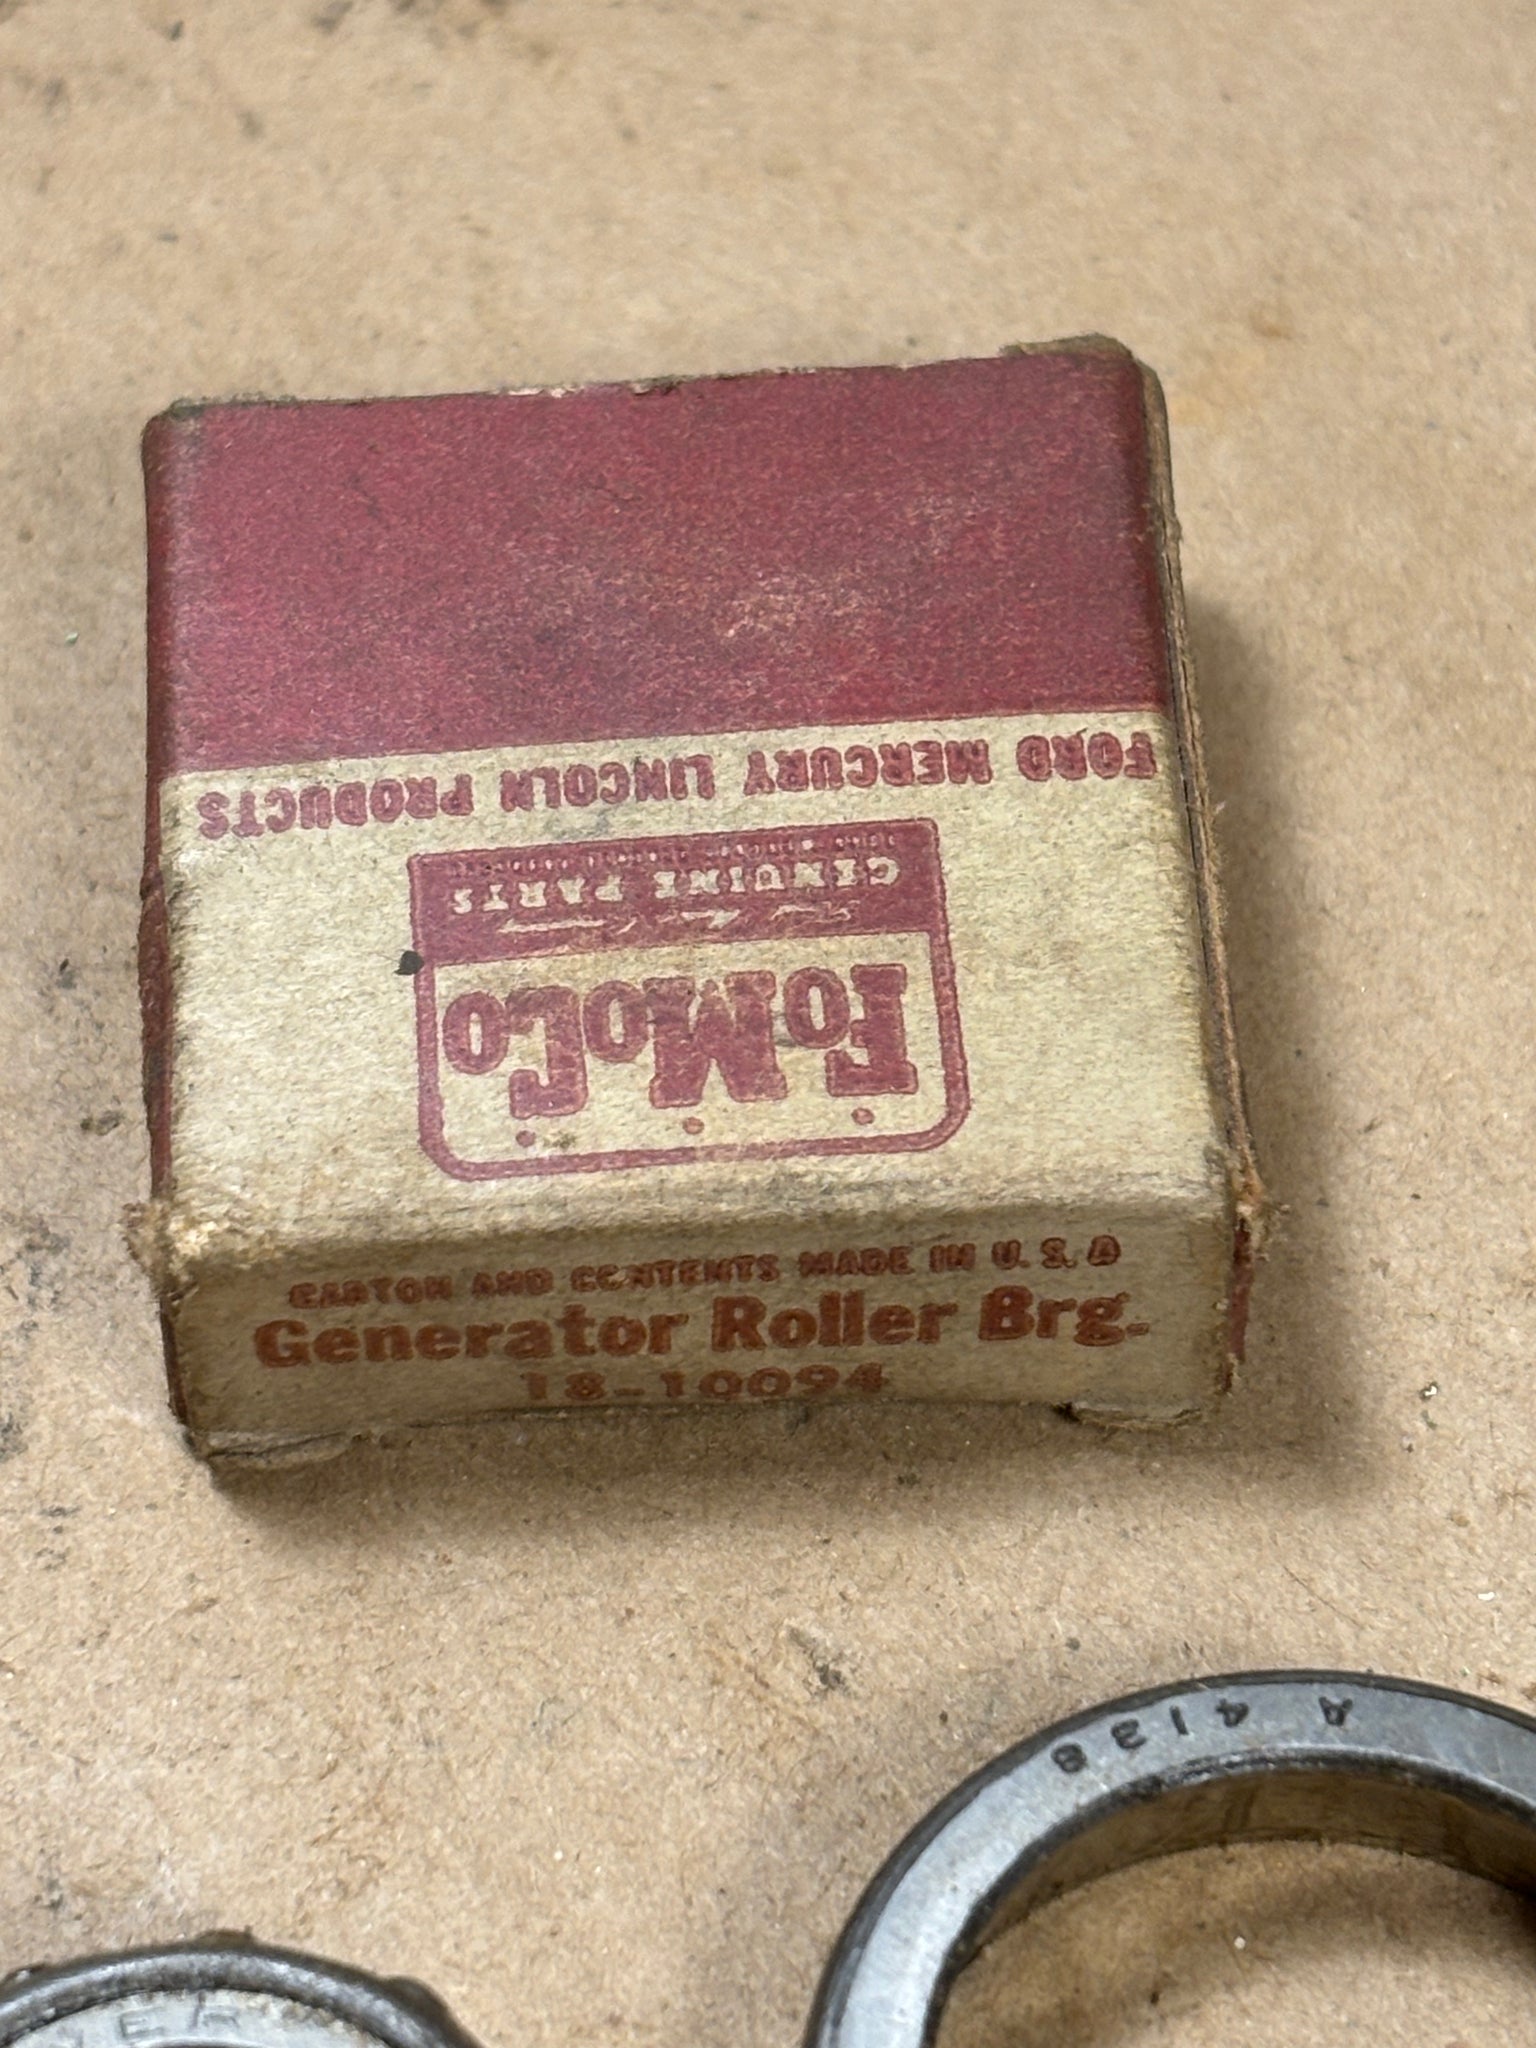 FORD MERCURY LINCOLN PRODUCTS
GENUINE PARTS
FoMoCo
CARTON AND CONTENTS MADE IN U.S.A
Generator Roller Brg.
18-10094
A 4138